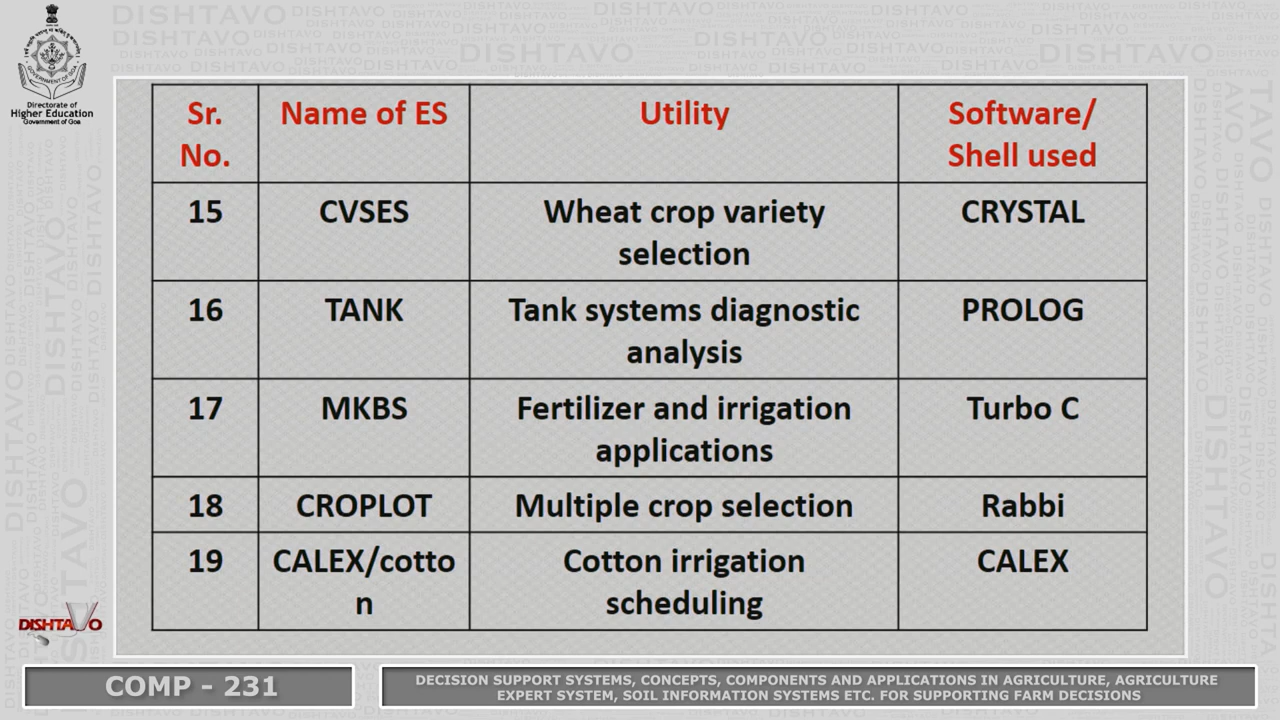 Directorate of
Higher Education
Government of Goa
Sr. No. Name of ES Utility Software/ Shell used
15 CVSES Wheat crop variety selection CRYSTAL
16 TANK Tank systems diagnostic analysis PROLOG
17 MKBS Fertilizer and irrigation applications Turbo C
18 CROPLOT Multiple crop selection Rabbi
19 CALEX/cotton Cotton irrigation scheduling CALEX
DISHTAVO
COMP - 231
DECISION SUPPORT SYSTEMS, CONCEPTS, COMPONENTS AND APPLICATIONS IN AGRICULTURE, AGRICULTURE
EXPERT SYSTEM, SOIL INFORMATION SYSTEMS ETC. FOR SUPPORTING FARM DECISIONS